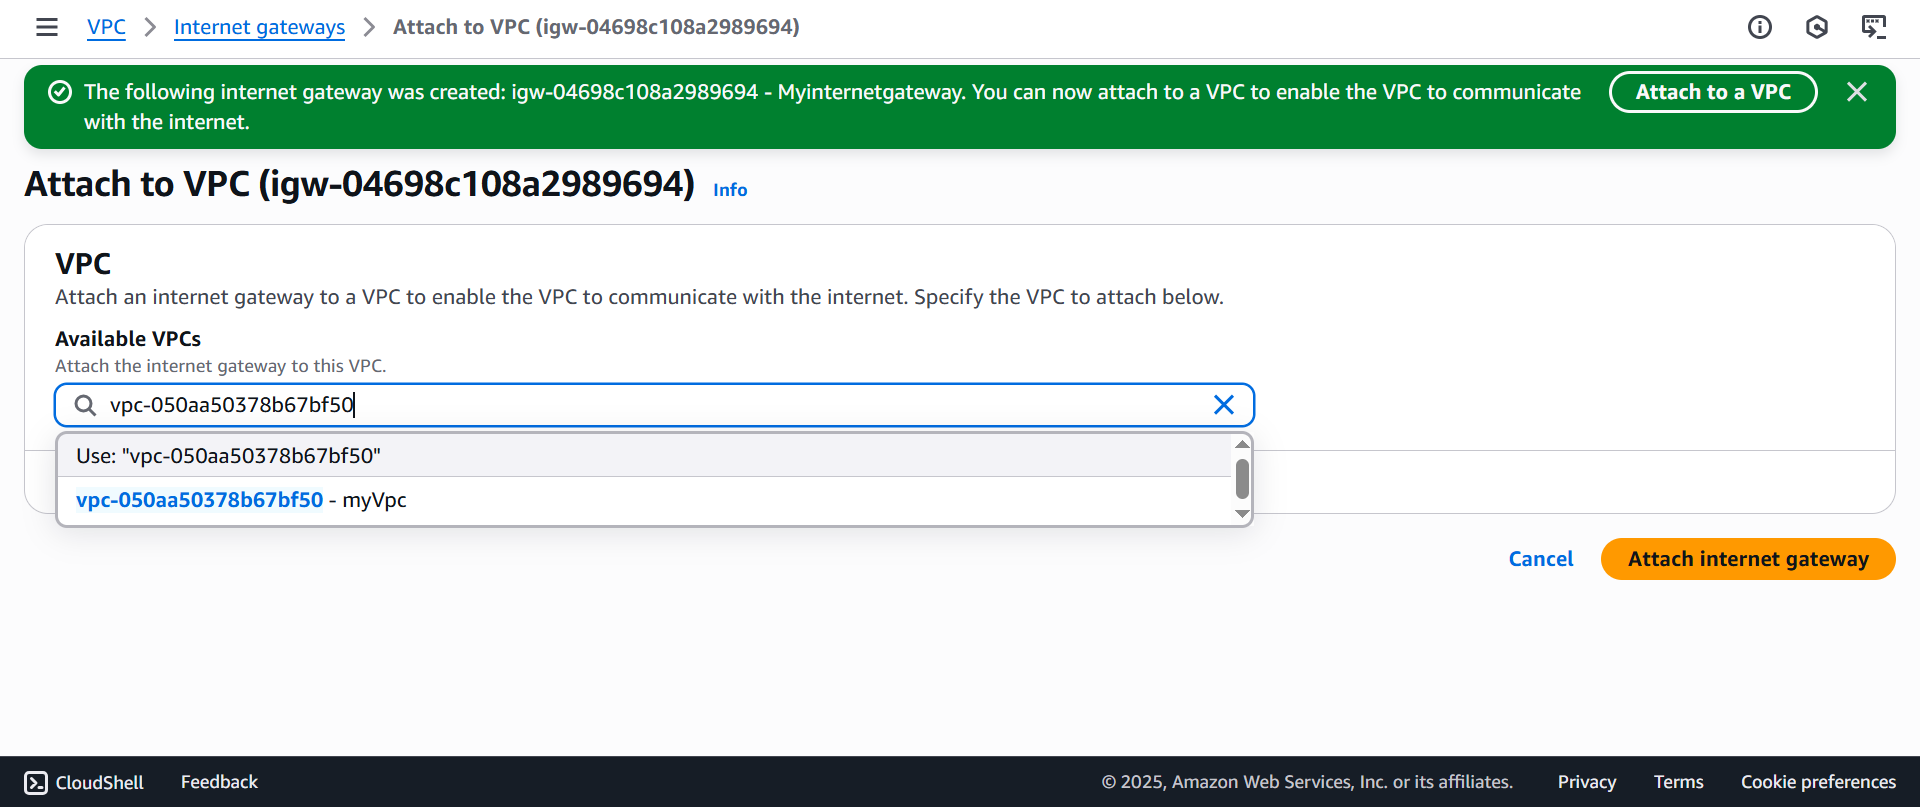 VPC > Internet gateways > Attach to VPC (igw-04698c108a2989694)
The following internet gateway was created: igw-04698c108a2989694 - Myinternetgateway. You can now attach to a VPC to enable the VPC to communicate
with the internet.
Attach to a VPC
Attach to VPC (igw-04698c108a2989694) Info
VPC
Attach an internet gateway to a VPC to enable the VPC to communicate with the internet. Specify the VPC to attach below.
Available VPCs
Attach the internet gateway to this VPC.
vpc-050aa50378b67bf50
Use: "vpc-050aa50378b67bf50"
vpc-050aa50378b67bf50 - myVpc
Cancel Attach internet gateway
CloudShell Feedback © 2025, Amazon Web Services, Inc. or its affiliates. Privacy Terms Cookie preferences